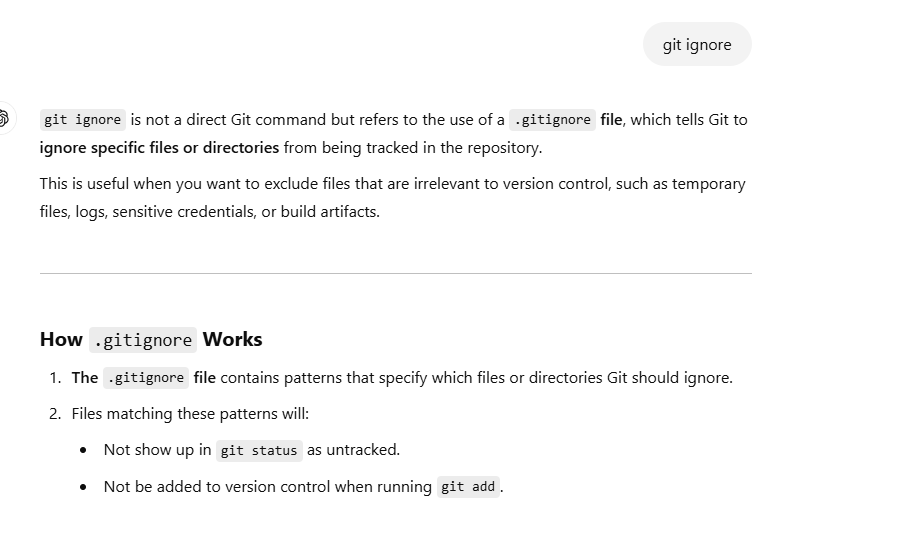 git ignore
git ignore is not a direct Git command but refers to the use of a .gitignore file, which tells Git to
ignore specific files or directories from being tracked in the repository.
This is useful when you want to exclude files that are irrelevant to version control, such as temporary
files, logs, sensitive credentials, or build artifacts.
How .gitignore Works
1. The .gitignore file contains patterns that specify which files or directories Git should ignore.
2. Files matching these patterns will:
• Not show up in git status as untracked.
• Not be added to version control when running git add.